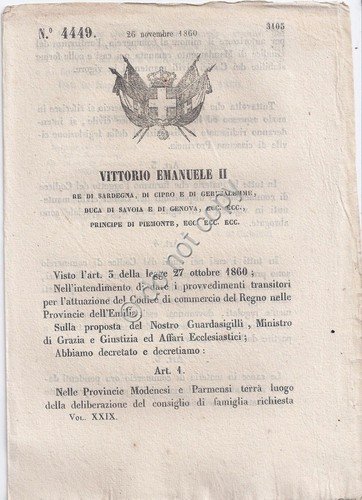 N.° 4449.
26 novembre 1860
3105
VITTORIO EMANUELE II
RE DI SARDEGNA, DI CIPRO E DI GERUSALEMME,
DUCA DI SAVOIA E DI GENOVA, ECC. ECC.,
PRINCIPE DI PIEMONTE, ECC. ECC. ECC.
Visto l'art. 3 della legge 27 ottobre 1860;
Nell'intendimento di dare i provvedimenti transitori
per l'attuazione del Codice di commercio del Regno nelle
Provincie dell'Emilia;
Sulla proposta del Nostro Guardasigilli, Ministro
di Grazia e Giustizia ed Affari Ecclesiastici;
Abbiamo decretato e decretiamo:
Art. 1.
Nelle Provincie Modenesi e Parmensi terrà luogo
della deliberazione del consiglio di famiglia richiesta
VOL. XXIX.